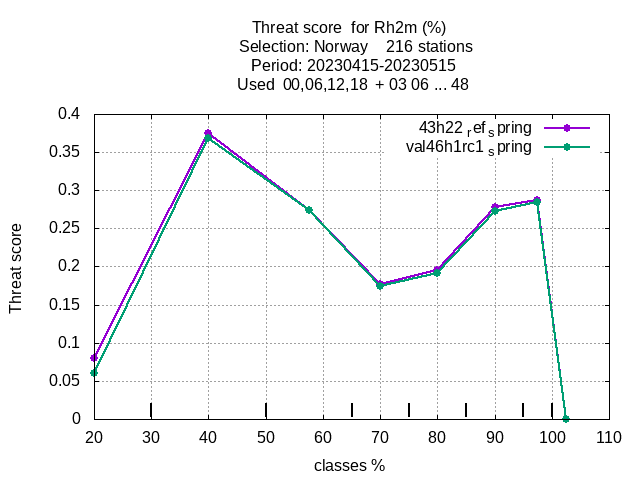 Threat score  for Rh2m (%)
Selection: Norway    216 stations
Period: 20230415-20230515
Used  00,06,12,18  + 03 06 ... 48
43h22 ref spring
val46h1rc1 spring
Threat score
0.4
0.35
0.3
0.25
0.2
0.15
0.1
0.05
0
20 30 40 50 60 70 80 90 100 110
classes %